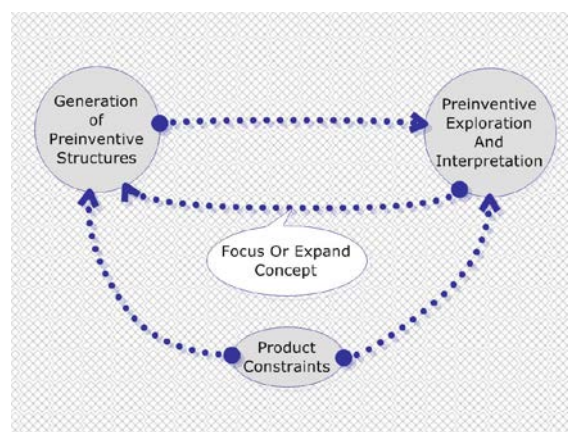 Generation
of
Preinventive
Structures
Preinventive
Exploration
And
Interpretation
Focus Or Expand
Concept
Product
Constraints